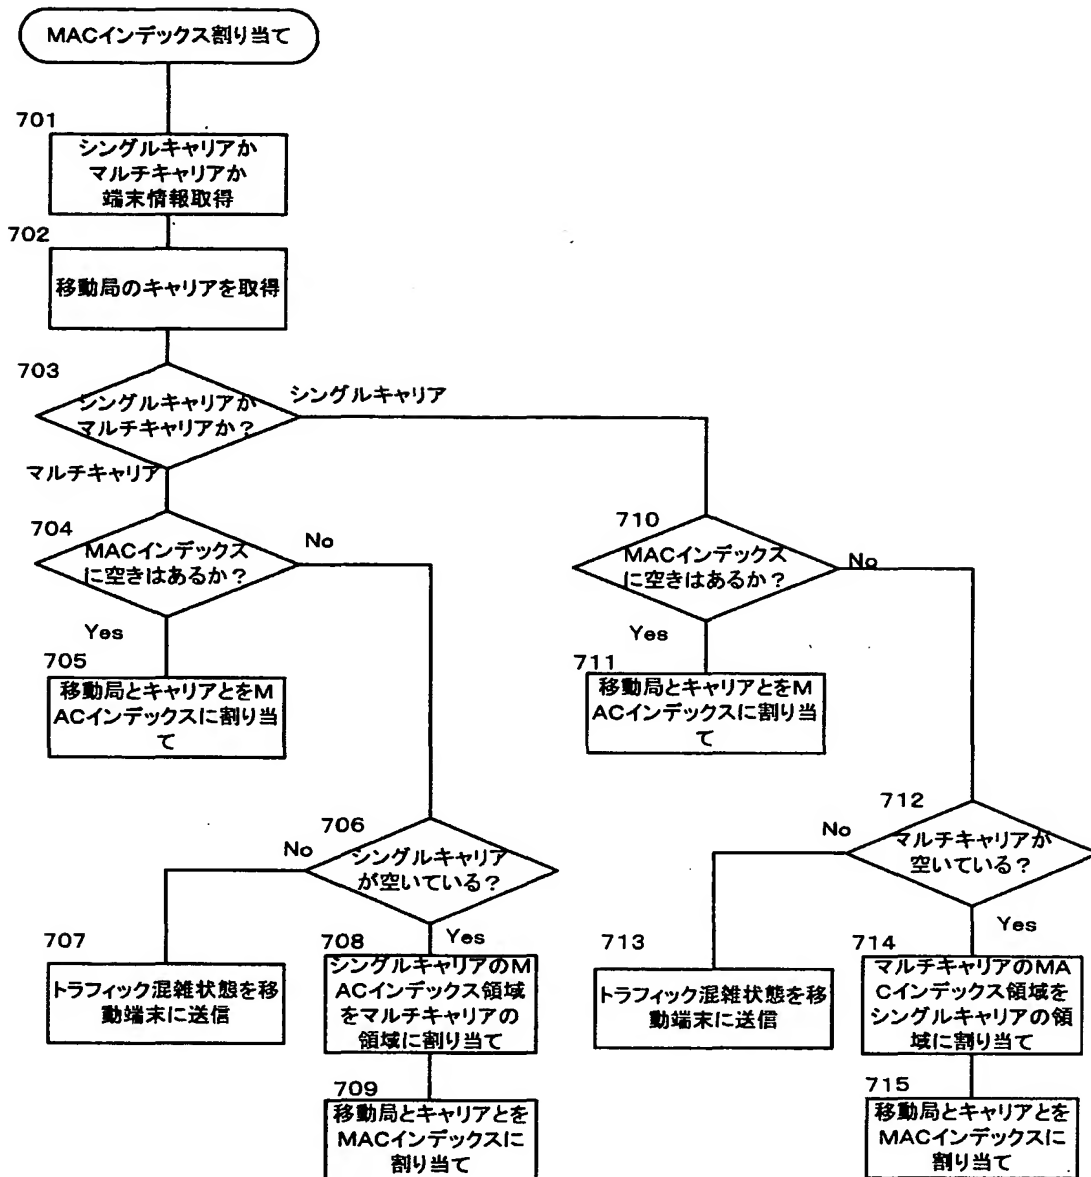 MACインデックス割り当て
701
シングルキャリアか
マルチキャリアか
端末情報取得
702
移動局のキャリアを取得
703
シングルキャリアか
マルチキャリアか？
シングルキャリア
マルチキャリア
704
MACインデックス
に空きはあるか？
No
Yes
705
移動局とキャリアとをM
ACインデックスに割り当
て
710
MACインデックス
に空きはあるか？
No
Yes
711
移動局とキャリアとをM
ACインデックスに割り当
て
706
シングルキャリア
が空いている？
No
Yes
707
トラフィック混雑状態を移
動端末に送信
708
シングルキャリアのM
ACインデックス領域
をマルチキャリアの
領域に割り当て
709
移動局とキャリアとを
MACインデックスに
割り当て
712
マルチキャリアが
空いている？
No
Yes
713
トラフィック混雑状態を移
動端末に送信
714
マルチキャリアのMA
Cインデックス領域を
シングルキャリアの領
域に割り当て
715
移動局とキャリアとを
MACインデックスに
割り当て